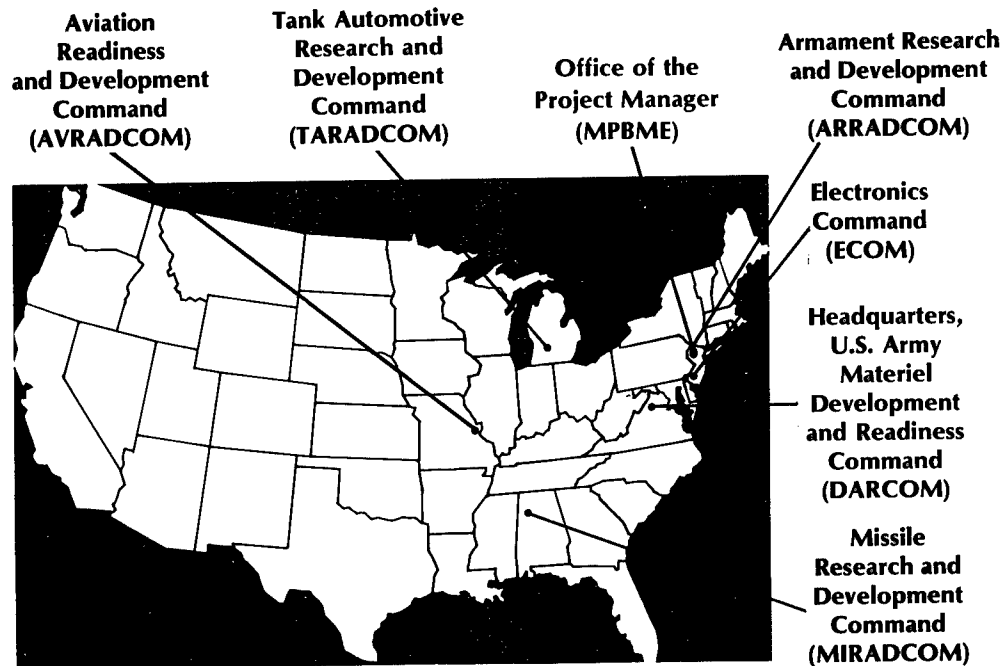 Aviation
Readiness
and Development
Command
(AVRADCOM)
Tank Automotive
Research and
Development
Command
(TARADCOM)
Office of the
Project Manager
(MPBME)
Armament Research
and Development
Command
(ARRADCOM)
Electronics
Command
(ECOM)
Headquarters,
U.S. Army
Materiel
Development
and Readiness
Command
(DARCOM)
Missile
Research and
Development
Command
(MIRADCOM)